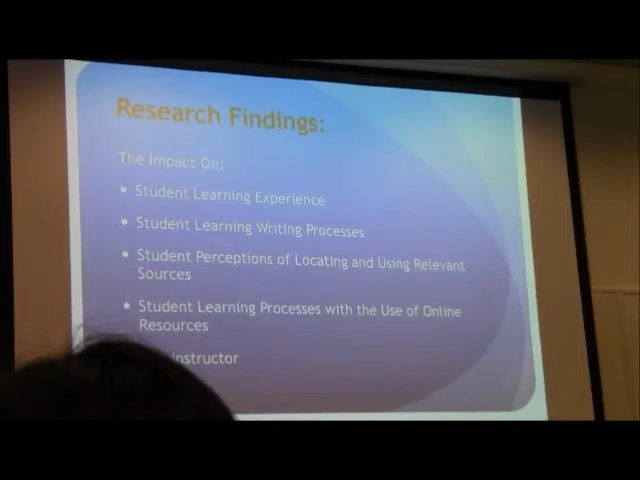 Research Findings:
The Impact On:
• Student Learning Experience
• Student Learning Writing Processes
• Student Perceptions of Locating and Using Relevant
Sources
• Student Learning Processes with the Use of Online
Resources
instructor